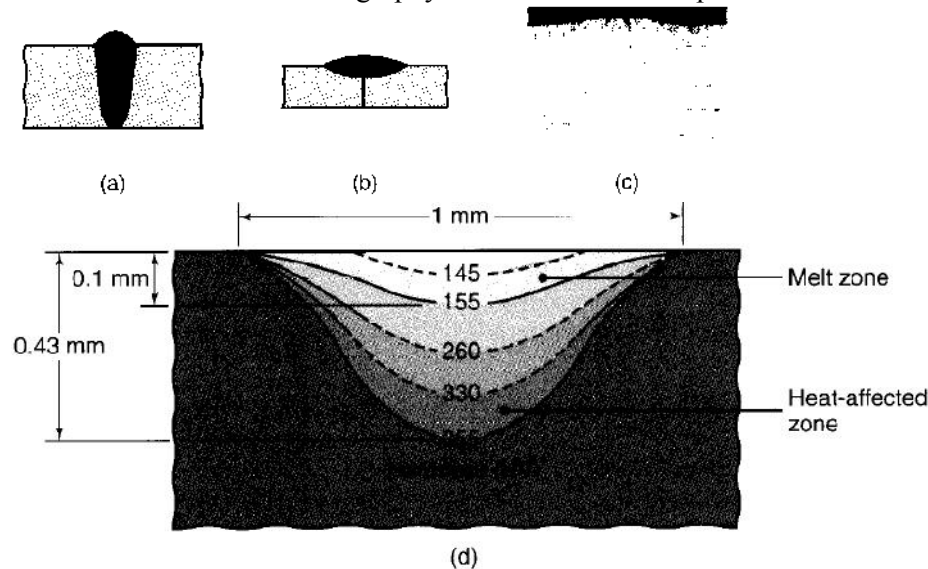 (a)
(b)
(c)
1 mm
0.1 mm
145
Melt zone
155
0.43 mm
260
330
Heat-affected
zone
(d)